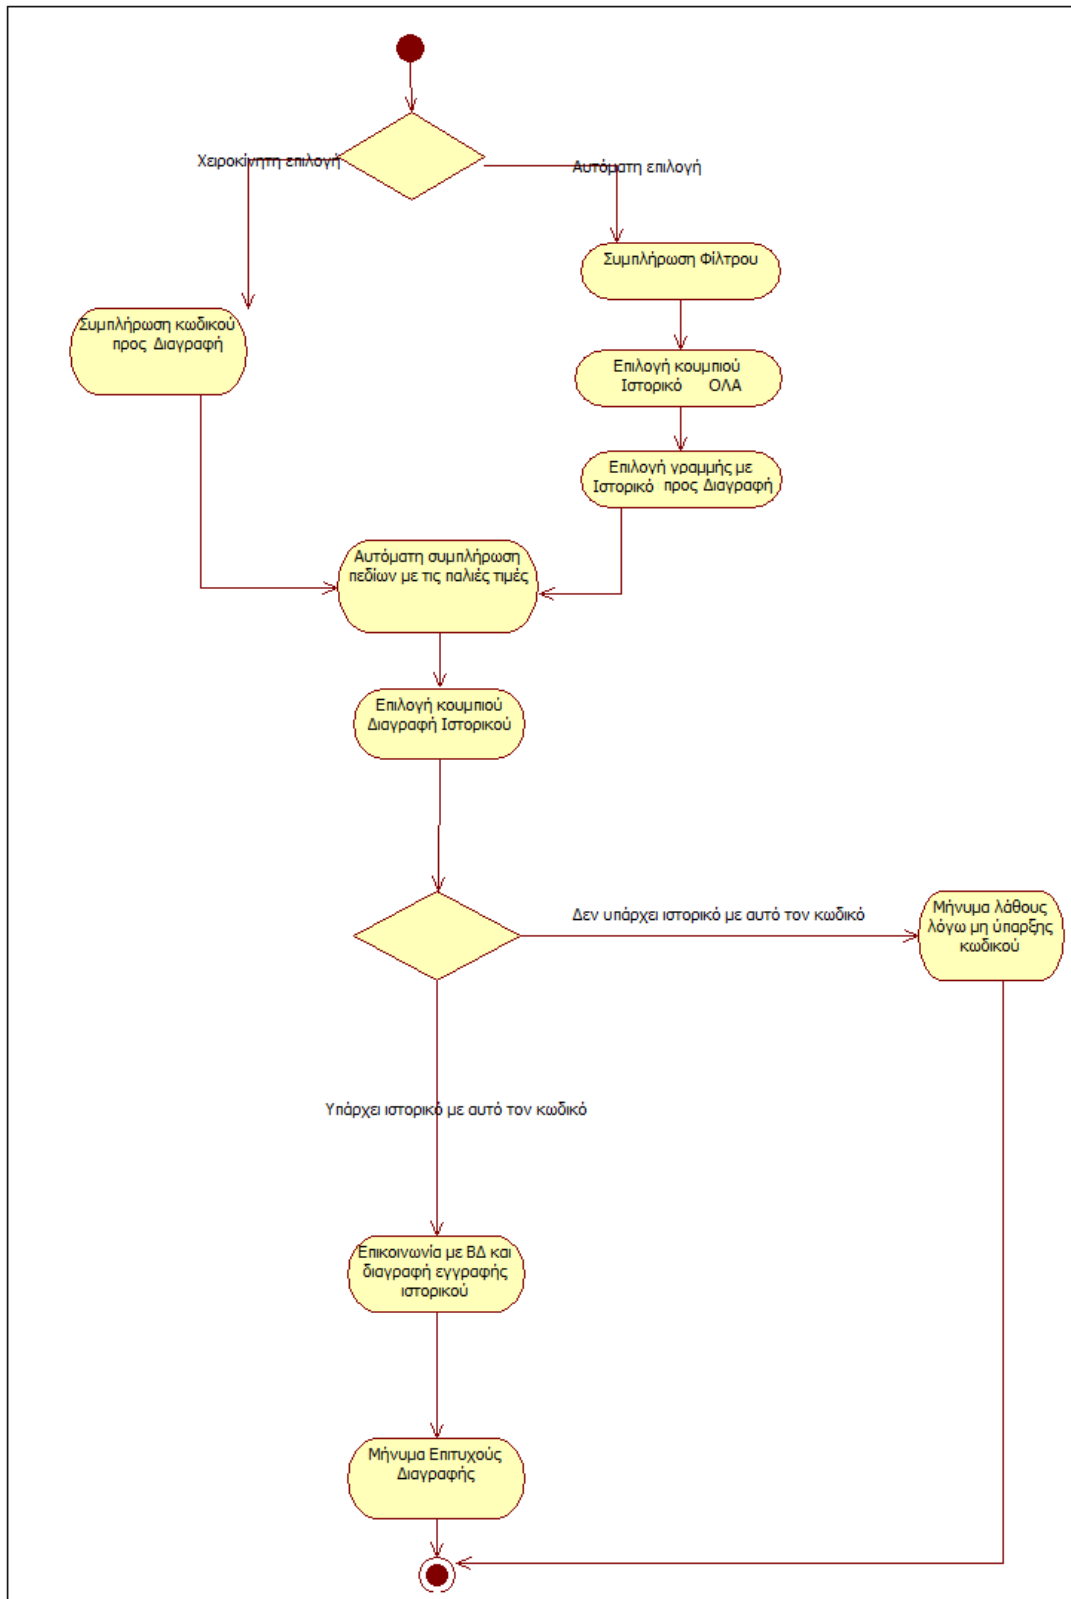 Χειροκίνητη επιλογή
Αυτόματη επιλογή
Συμπλήρωση Φίλτρου
Συμπλήρωση κωδικού
προς Διαγραφή
Επιλογή κουμπιού
Ιστορικό ΟΛΑ
Επιλογή γραμμής με
Ιστορικό προς Διαγραφή
Αυτόματη συμπλήρωση
πεδίων με τις παλιές τιμές
Επιλογή κουμπιού
Διαγραφή Ιστορικού
Δεν υπάρχει ιστορικό με αυτό τον κωδικό
Μήνυμα λάθους
λόγω μη ύπαρξης
κωδικού
Υπάρχει ιστορικό με αυτό τον κωδικό
Επικοινωνία με ΒΔ και
διαγραφή εγγραφής
ιστορικού
Μήνυμα Επιτυχούς
Διαγραφής